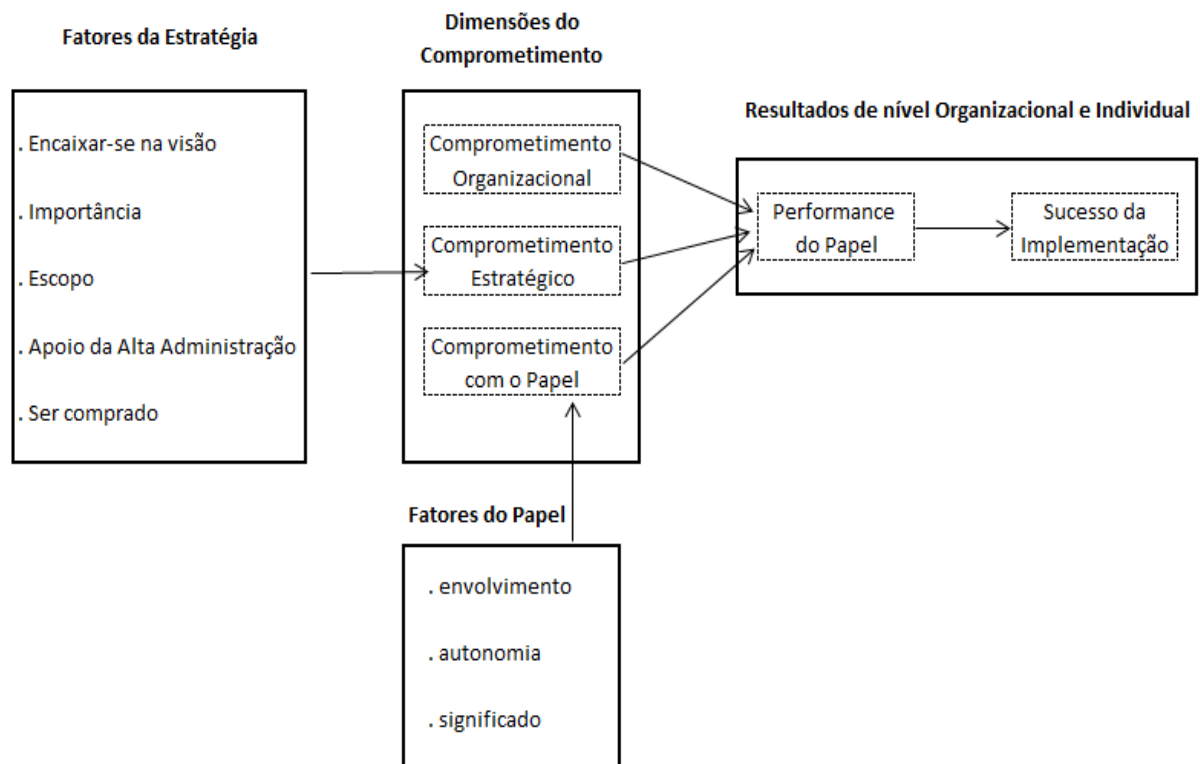 Fatores da Estratégia
. Encaixar-se na visão
. Importância
. Escopo
. Apoio da Alta Administração
. Ser comprado
Dimensões do
Comprometimento
Comprometimento
Organizacional
Comprometimento
Estratégico
Comprometimento
com o Papel
Resultados de nível Organizacional e Individual
Performance
do Papel
Sucesso da
Implementação
Fatores do Papel
. envolvimento
. autonomia
. significado